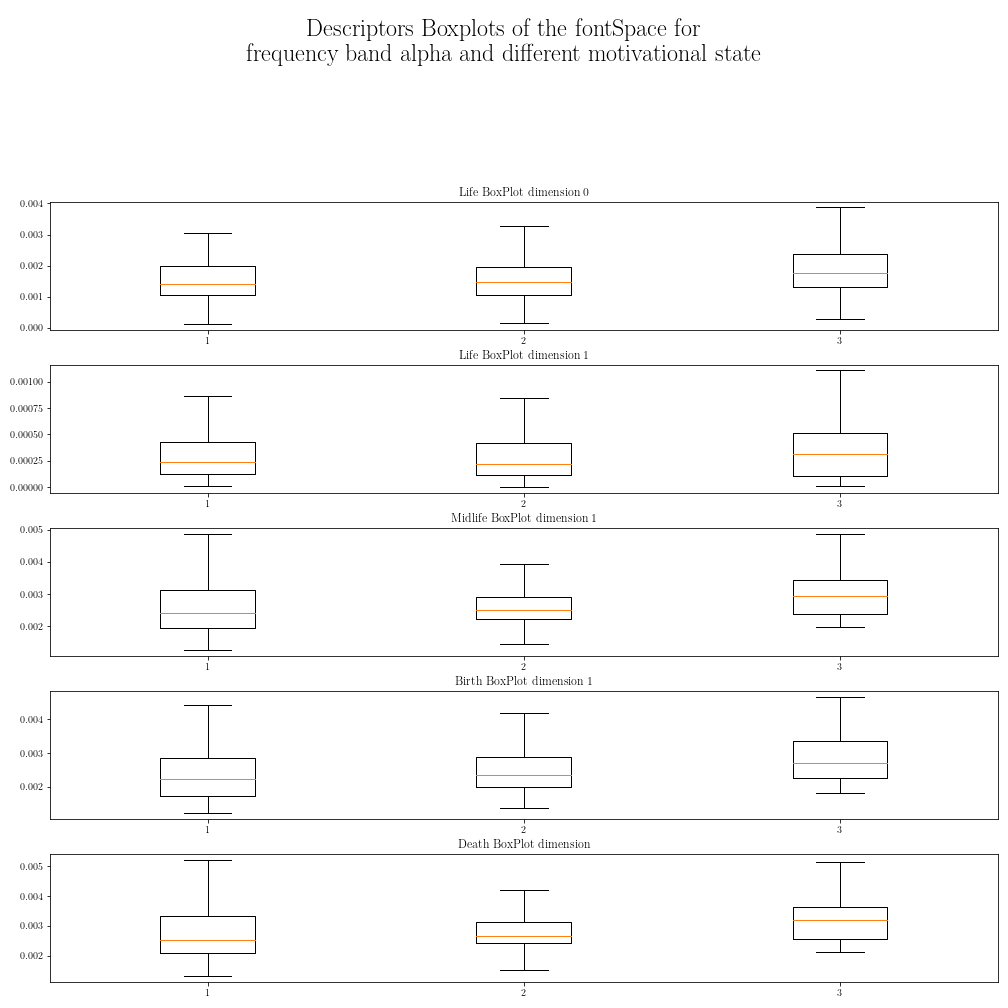 Descriptors Boxplots of the fontSpace for
frequency band alpha and different motivational state
Life BoxPlot dimension 0
0.004
0.003
0.002
0.001
0.000
1 2 3
Life BoxPlot dimension 1
0.00100
0.00075
0.00050
0.00025
0.00000
1 2 3
Midlife BoxPlot dimension 1
0.005
0.004
0.003
0.002
1 2 3
Birth BoxPlot dimension 1
0.004
0.003
0.002
1 2 3
Death BoxPlot dimension
0.005
0.004
0.003
0.002
1 2 3